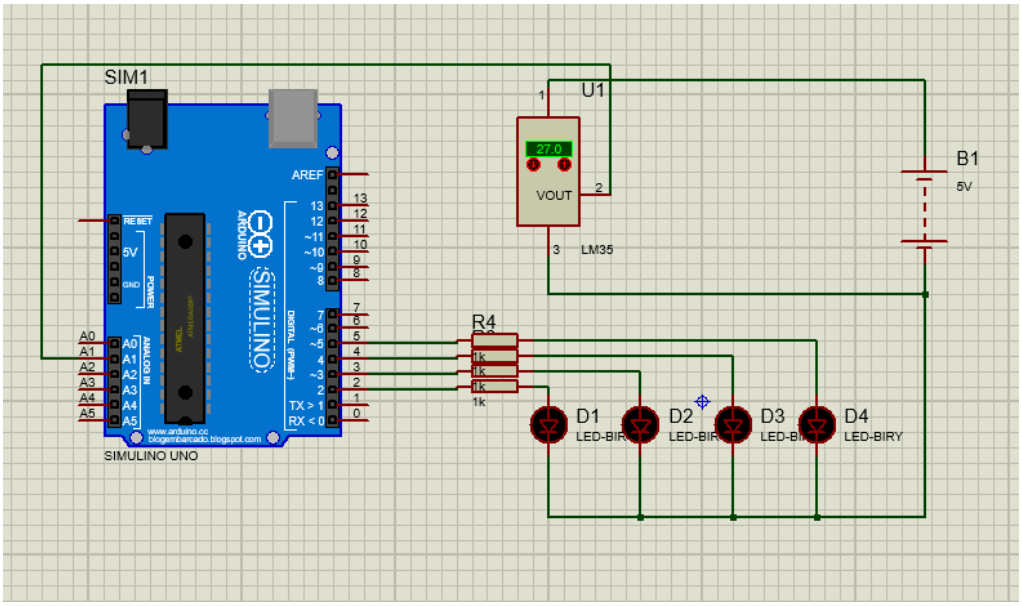 SIM1
U1
1
27.0
VOUT
2
3
LM35
B1
5V
AREF
13
12
~11
~10
~9
8
7
~6
~5
4
~3
2
TX > 1
RX < 0
13
12
11
10
9
8
7
6
5
4
3
2
1
0
RESET
5V
GND
POWER
A0
A1
A2
A3
A4
A5
A0
A1
A2
A3
A4
A5
ANALOG IN
ATMEL
ARDUINO
SIMULINO
DIGITAL (PWM~)
www.arduino.cc
blogembarcado.blogspot.com
SIMULINO UNO
R4
1k
1k
1k
1k
D1
LED-BIR
D2
LED-BI
D3
LED-BI
D4
LED-BIRY